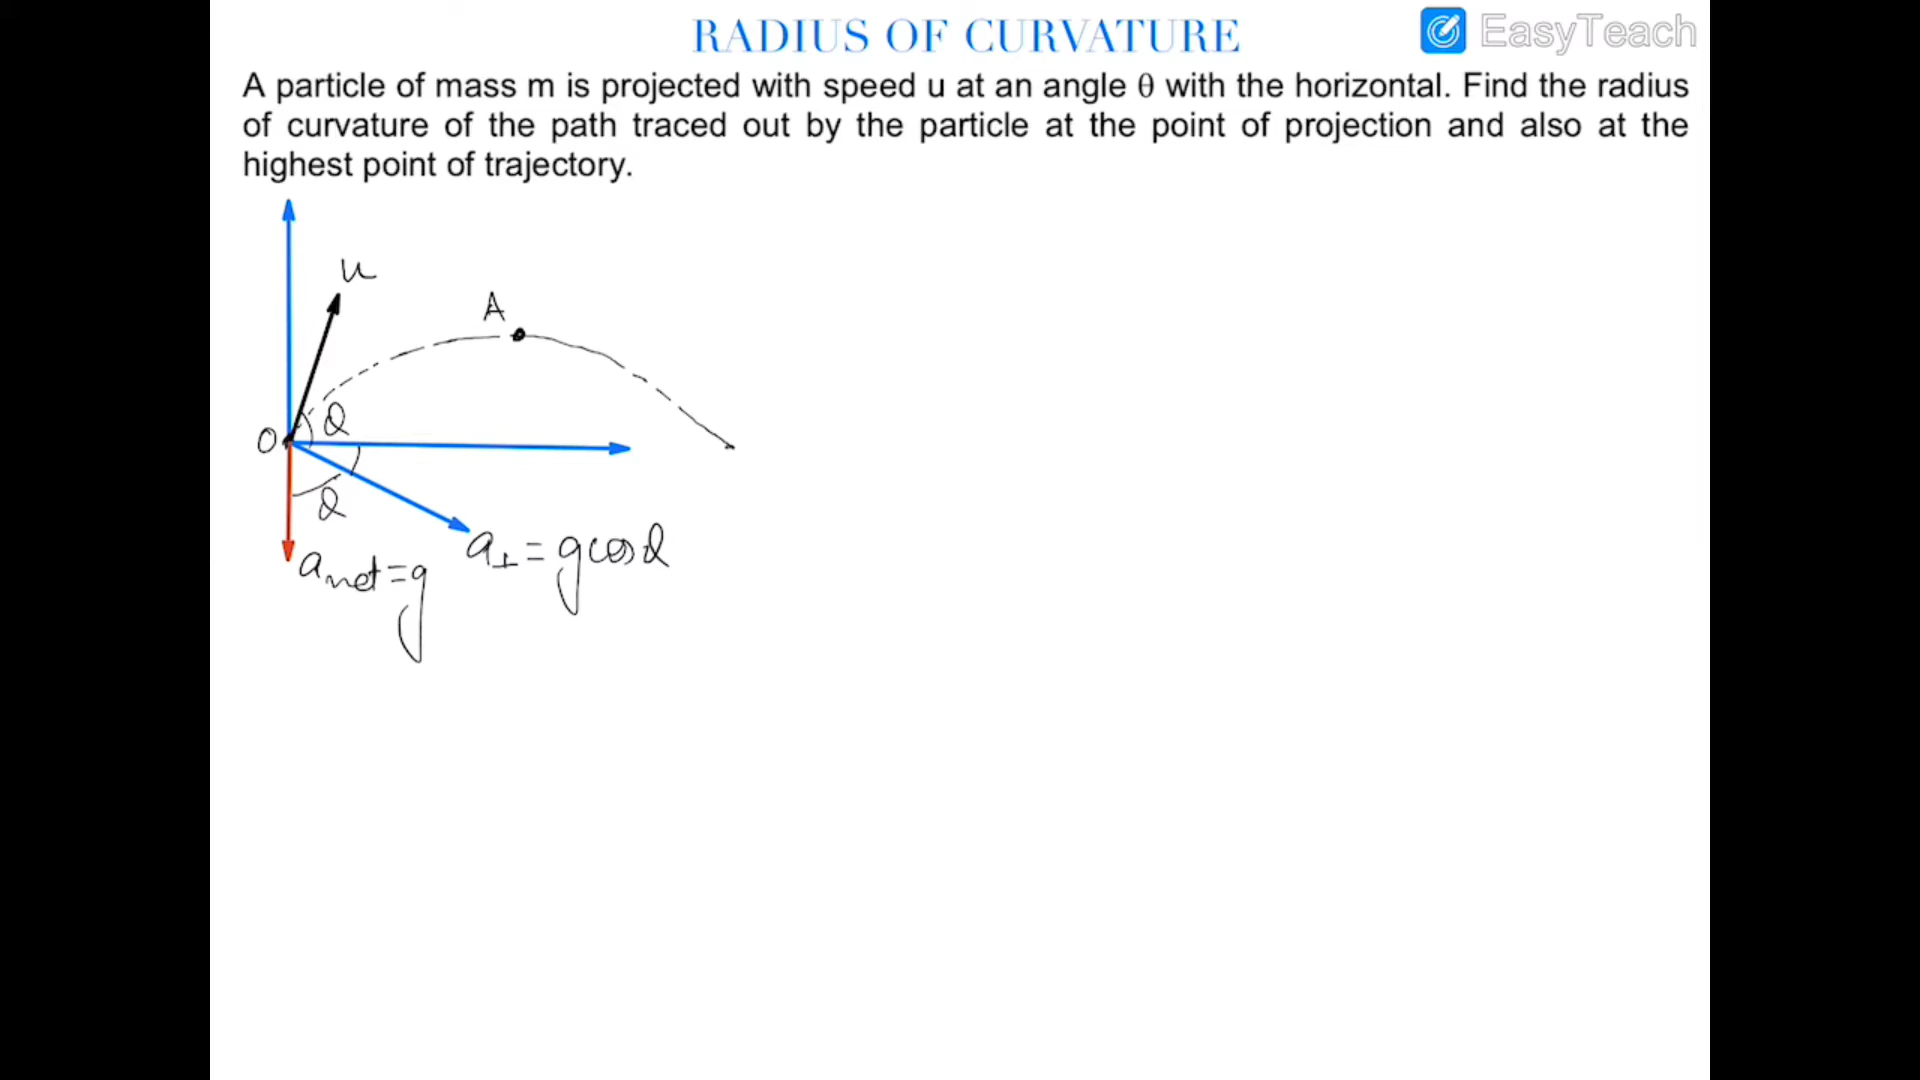 RADIUS OF CURVATURE
EasyTeach
A particle of mass m is projected with speed u at an angle θ with the horizontal. Find the radius
of curvature of the path traced out by the particle at the point of projection and also at the
highest point of trajectory.
u
A
O
θ
θ
a⊥ = g cos θ
a net = g